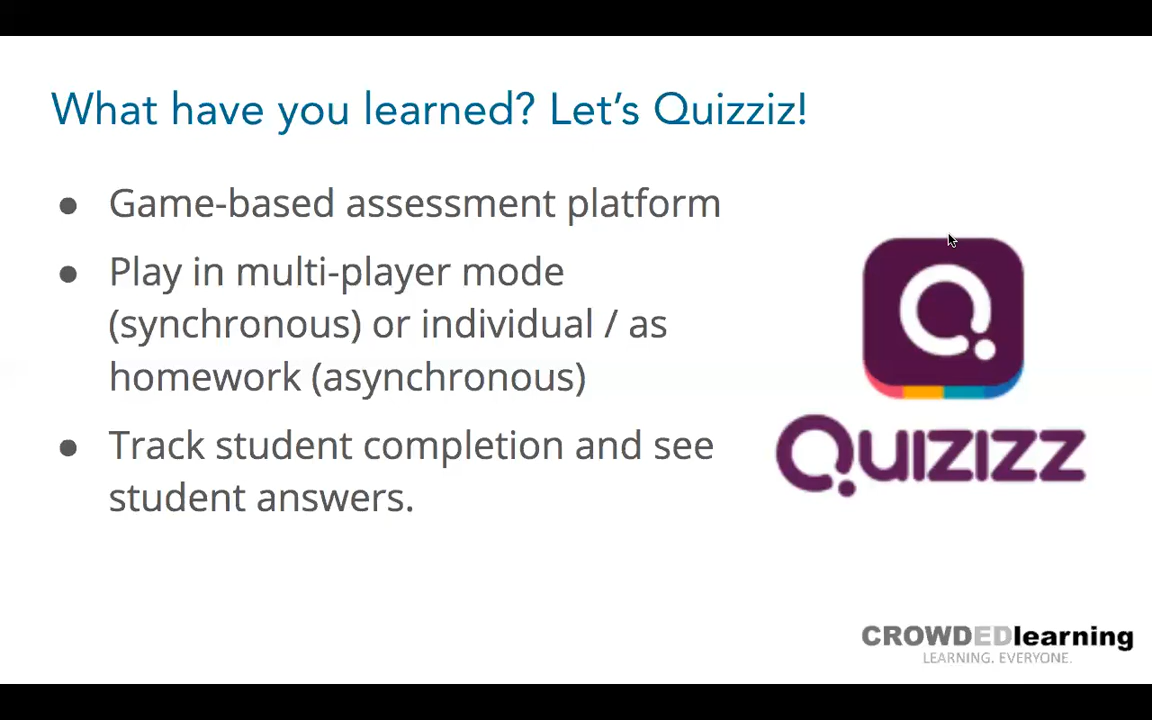 What have you learned? Let's Quizziz!
● Game-based assessment platform
● Play in multi-player mode
(synchronous) or individual / as
homework (asynchronous)
● Track student completion and see
student answers.
QUIZIZZ
CROWDEDlearning
LEARNING. EVERYONE.